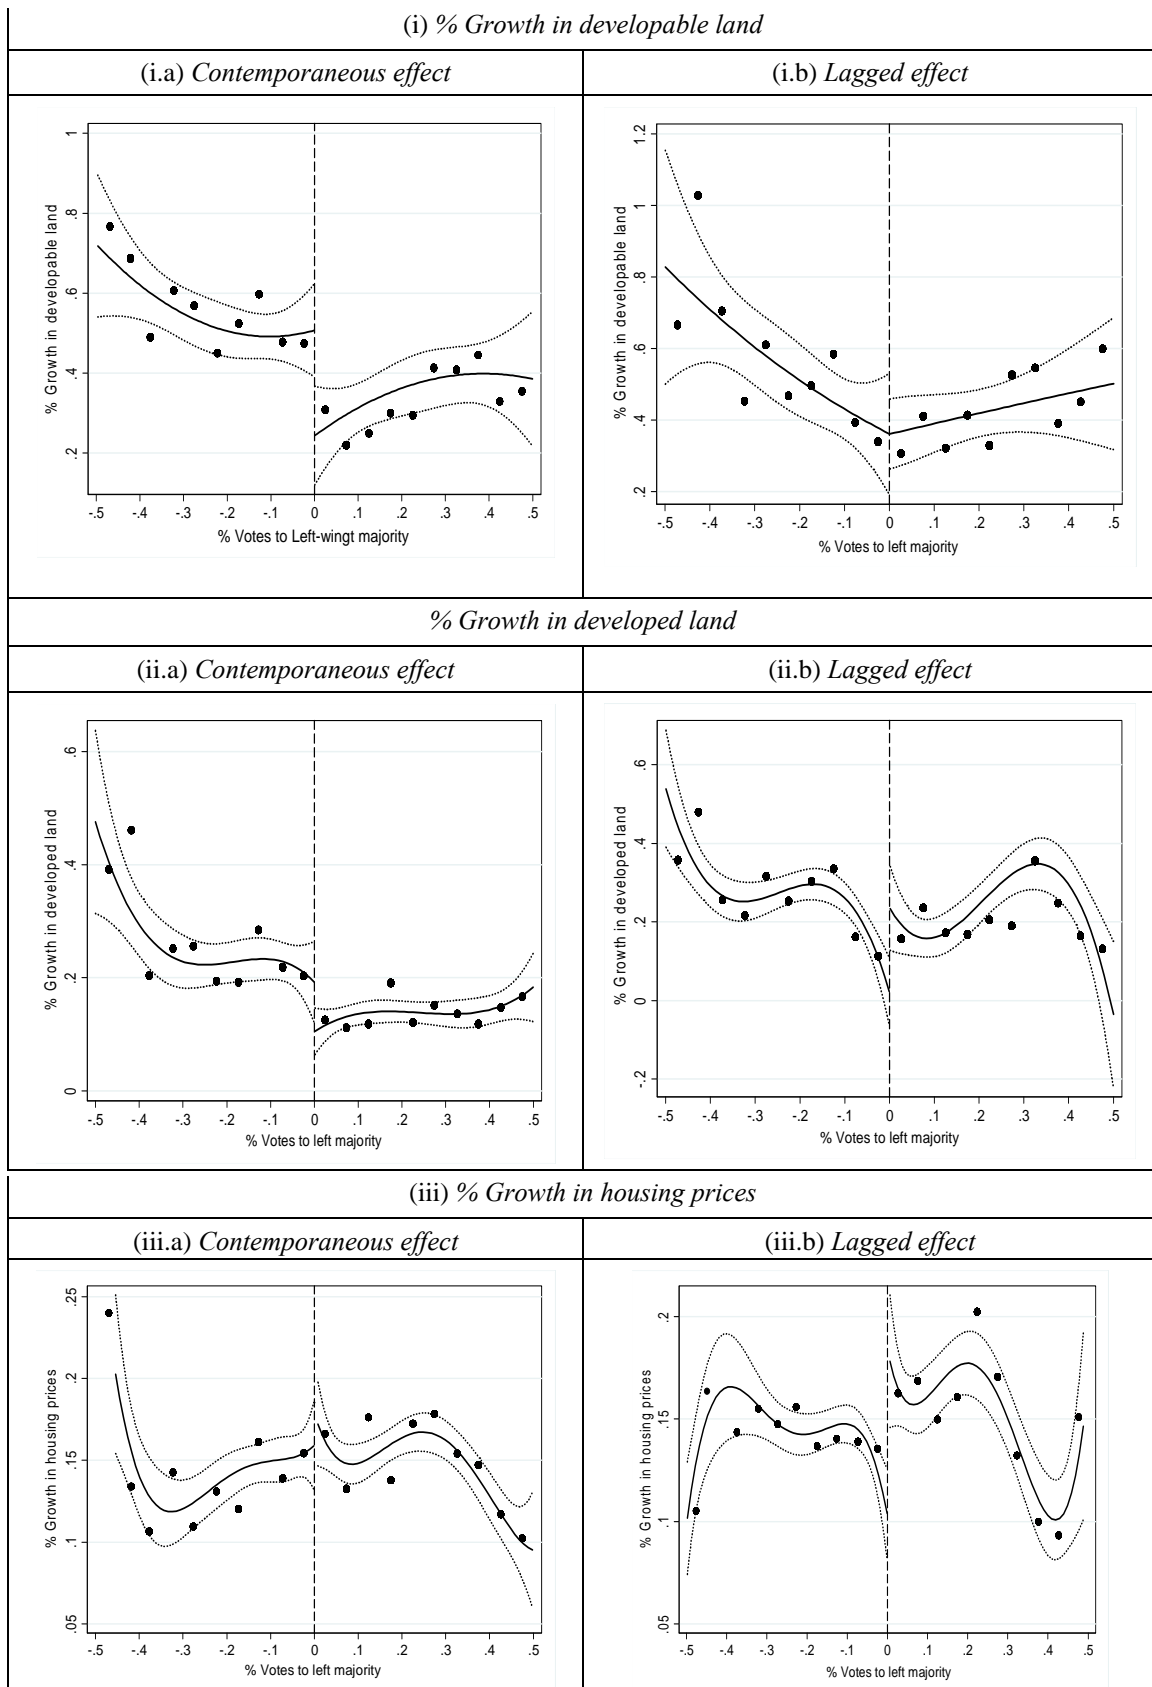 (i) % Growth in developable land
(i.a) Contemporaneous effect
(i.b) Lagged effect
% Growth in developable land
1
.8
.6
.4
.2
-.5 -.4 -.3 -.2 -.1 0 .1 .2 .3 .4 .5
% Votes to Left-wingt majority
% Growth in developable land
1.2
1
.8
.6
.4
.2
-.5 -.4 -.3 -.2 -.1 0 .1 .2 .3 .4 .5
% Votes to left majority
% Growth in developed land
(ii.a) Contemporaneous effect
(ii.b) Lagged effect
% Growth in developed land
.6
.4
.2
0
-.5 -.4 -.3 -.2 -.1 0 .1 .2 .3 .4 .5
% Votes to left majority
% Growth in developed land
.6
.4
.2
0
-.2
-.5 -.4 -.3 -.2 -.1 0 .1 .2 .3 .4 .5
% Votes to left majority
(iii) % Growth in housing prices
(iii.a) Contemporaneous effect
(iii.b) Lagged effect
% Growth in housing prices
.25
.2
.15
.1
.05
-.5 -.4 -.3 -.2 -.1 0 .1 .2 .3 .4 .5
% Votes to left majority
% Growth in housing prices
.2
.15
.1
.05
-.5 -.4 -.3 -.2 -.1 0 .1 .2 .3 .4 .5
% Votes to left majority